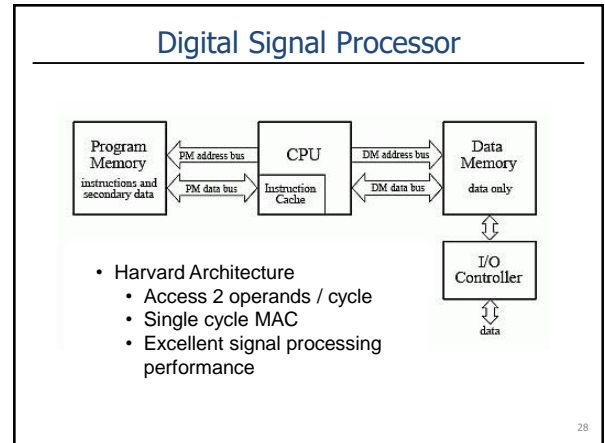 Digital Signal Processor
Program
Memory
instructions and
secondary data
PM address bus
PM data bus
CPU
Instruction
Cache
DM address bus
DM data bus
Data
Memory
data only
I/O
Controller
data
• Harvard Architecture
• Access 2 operands / cycle
• Single cycle MAC
• Excellent signal processing
performance
28